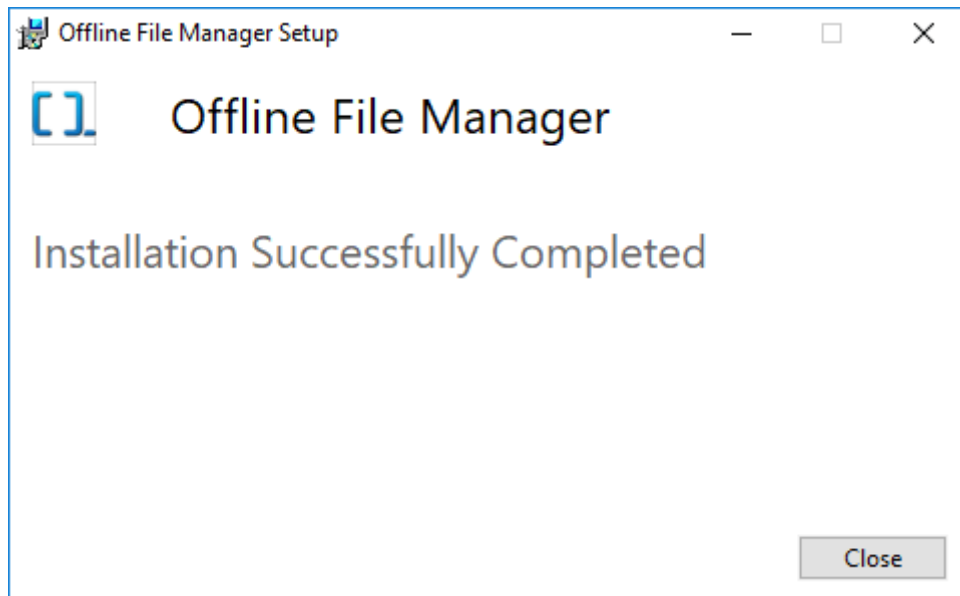 Offline File Manager Setup
Offline File Manager
Installation Successfully Completed
Close